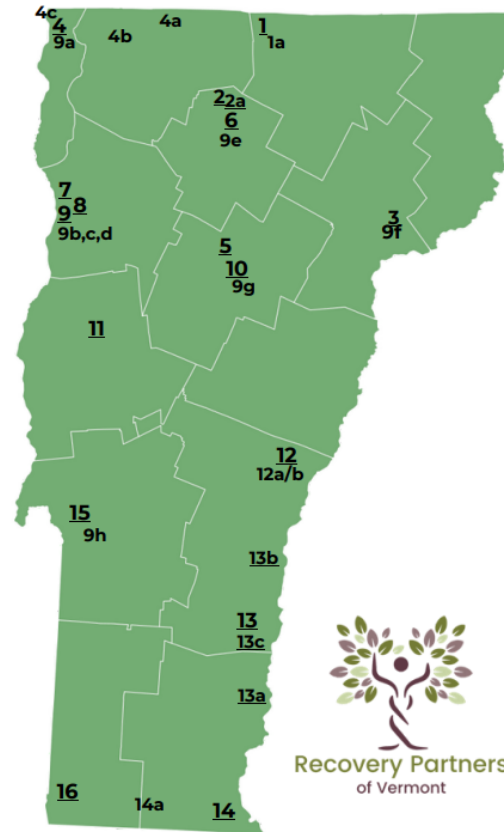 4c
4
9a
4b
4a
1
1a
2
2a
6
9e
7
8
9
9b,c,d
3
9f
5
10
9g
11
12
12a/b
15
9h
13b
13
13c
13a
16
14a
14
Recovery Partners
of Vermont